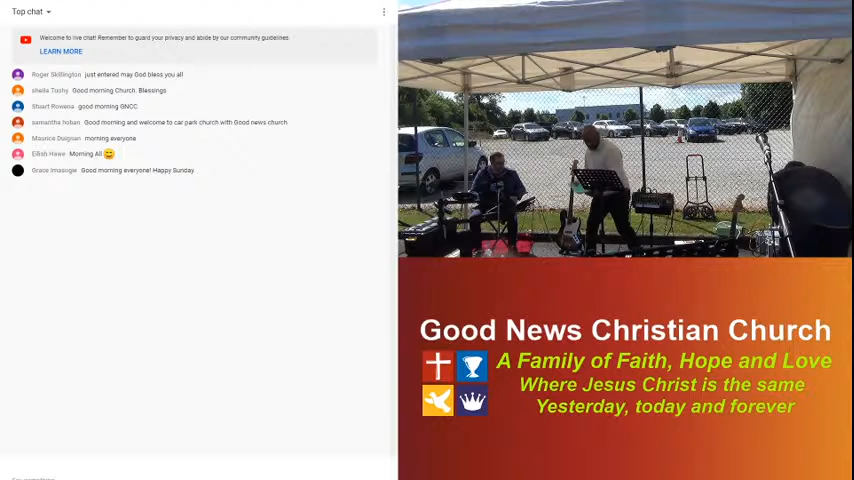 Top chat
Welcome to live chat! Remember to guard your privacy and abide by our community guidelines.
LEARN MORE
Roger Skillington just entered may God bless you all
sheila Tushy Good morning Church. Blessings
Stuart Rowena good morning GNCC
samantha hoban Good morning and welcome to car park church with Good news church
Maurice Duignan morning everyone
Eilish Hawe Morning All 😊
Grace Imasogie Good morning everyone! Happy Sunday.
Good News Christian Church
A Family of Faith, Hope and Love
Where Jesus Christ is the same
Yesterday, today and forever